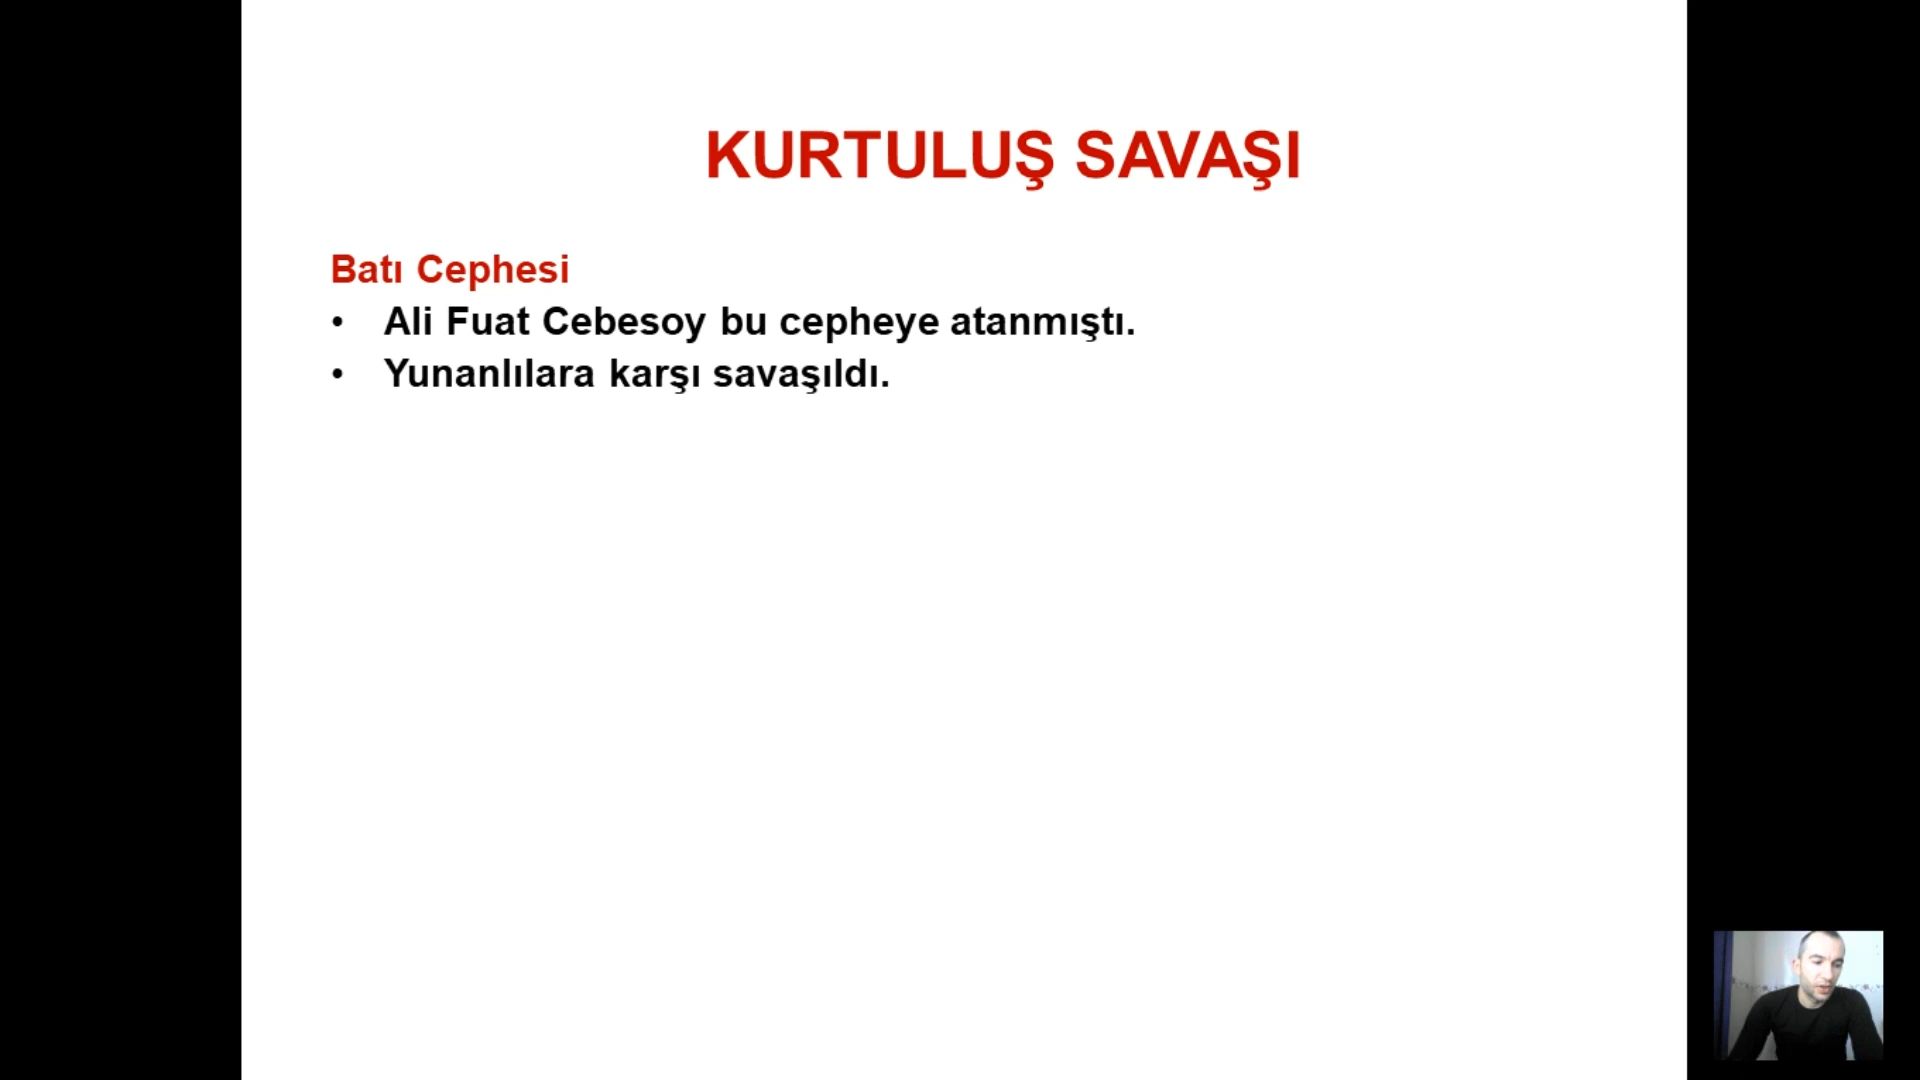 KURTULUŞ SAVAŞI
Batı Cephesi
• Ali Fuat Cebesoy bu cepheye atanmıştı.
• Yunanlılara karşı savaşıldı.